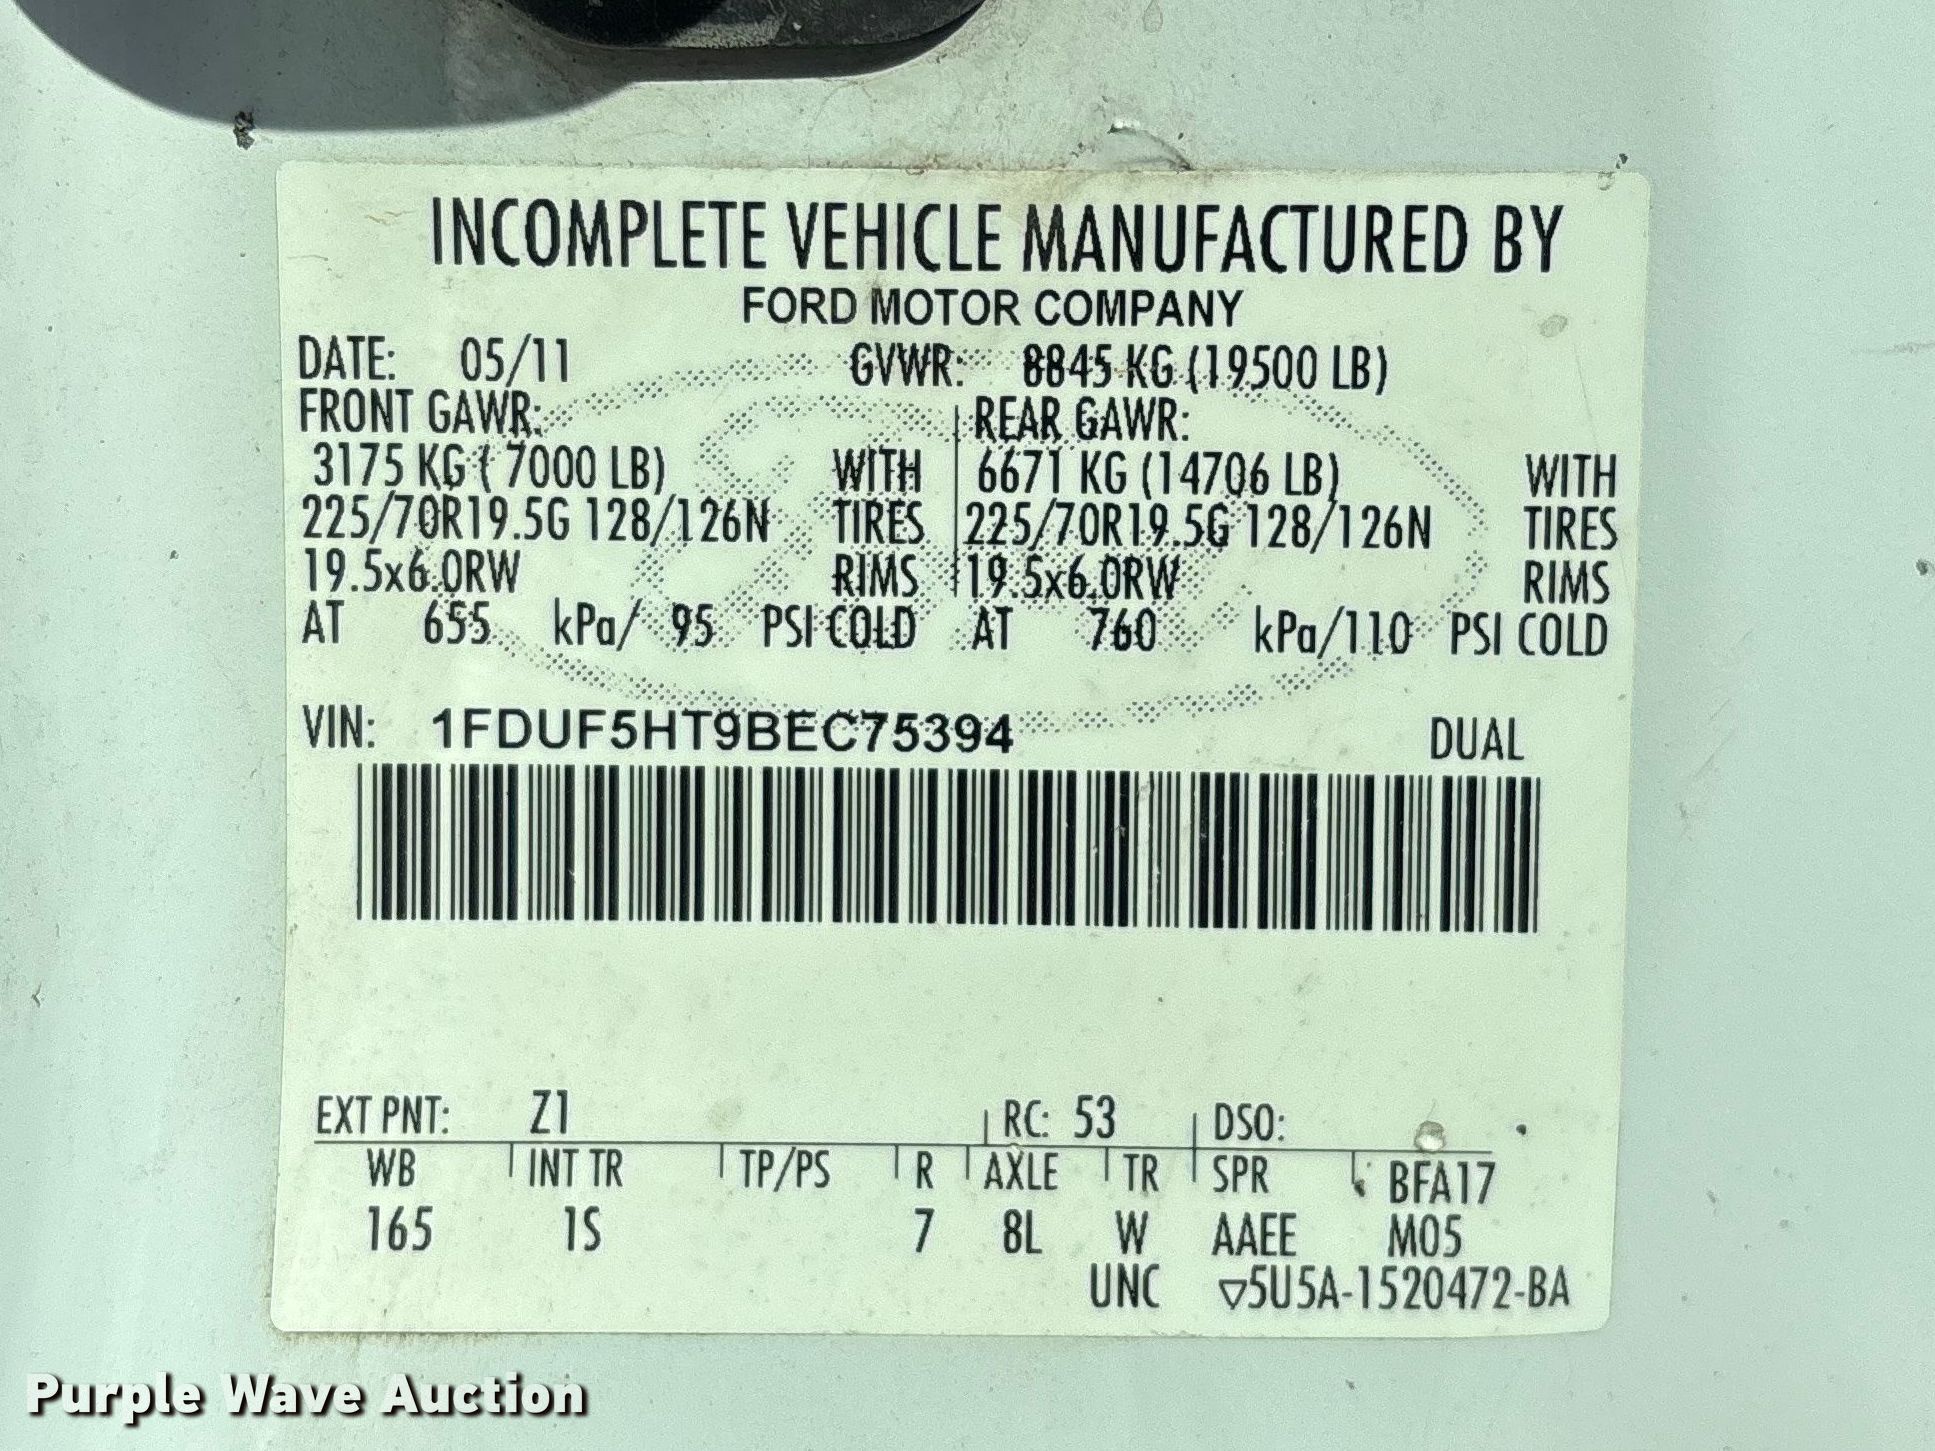 INCOMPLETE VEHICLE MANUFACTURED BY
FORD MOTOR COMPANY
DATE: 05/11 GVWR: 8845 KG (19500 LB)
FRONT GAWR: REAR GAWR:
3175 KG ( 7000 LB) WITH 6671 KG (14706 LB) WITH
225/70R19.5G 128/126N TIRES 225/70R19.5G 128/126N TIRES
19.5x6.0RW RIMS 19.5x6.0RW RIMS
AT 655 kPa/ 95 PSI COLD AT 760 kPa/110 PSI COLD
VIN: 1FDUF5HT9BEC75394 DUAL
EXT PNT: Z1 RC: 53 DSO:
WB INT TR TP/PS R AXLE TR SPR BFA17
165 1S 7 8L W AAEE M05
UNC ▽5U5A-1520472-BA
Purple Wave Auction